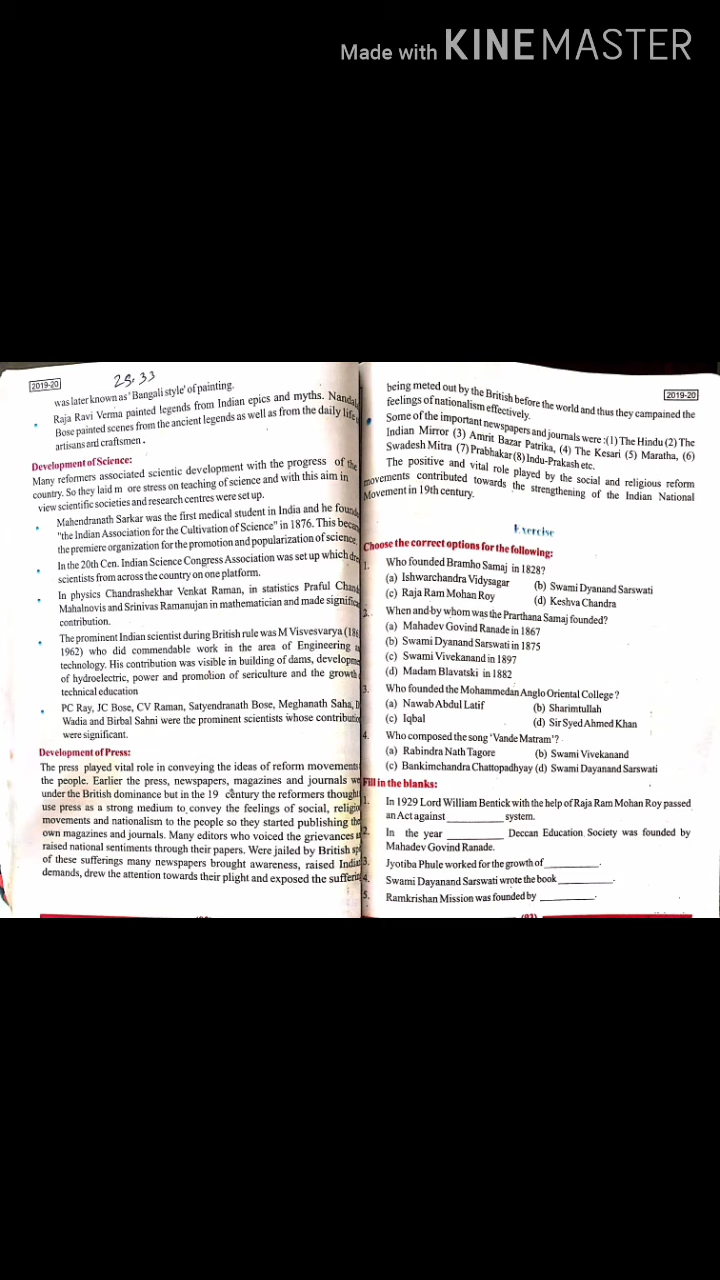 Made with KINEMASTER
2019-20
28:33
was later known as 'Bangali style' of painting.
Raja Ravi Verma painted legends from Indian epics and myths.
Bose painted scenes from the ancient legends as well as from the daily life
artisans and craftsmen.
Development of Science:
Many reformers associated scientic development with the progress of the
country. So they laid m ore stress on teaching of science and with this aim in
view scientific societies and research centres were set up.
Mahendranath Sarkar was the first medical student in India and he
"the Indian Association for the Cultivation of Science" in 1876. This
the premiere organization for the promotion and popularization of science.
In the 20th Cen. Indian Science Congress Association was set up which
scientists from across the country on one platform.
In physics Chandrashekhar Venkat Raman, in statistics Praful
Mahalnovis and Srinivas Ramanujan in mathematician and made
contribution.
The prominent Indian scientist during British rule was M Visvesvarya
1962) who did commendable work in the area of Engineering
technology. His contribution was visible in building of dams,
of hydroelectric, power and promotion of sericulture and the growth
technical education
PC Ray, JC Bose, CV Raman, Satyendranath Bose, Meghanath Saha,
Wadia and Birbal Sahni were the prominent scientists whose
were significant.
Development of Press:
The press played vital role in conveying the ideas of reform movements
the people. Earlier the press, newspapers, magazines and journals
under the British dominance but in the 19 century the reformers thought
use press as a strong medium to convey the feelings of social,
movements and nationalism to the people so they started publishing
own magazines and journals. Many editors who voiced the grievances
raised national sentiments through their papers. Were jailed by British
of these sufferings many newspapers brought awareness, raised
demands, drew the attention towards their plight and exposed the
2019-20
being meted out by the British before the world and thus they campained the
feelings of nationalism effectively.
Some of the important newspapers and journals were :(1) The Hindu (2) The
Indian Mirror (3) Amrit Bazar Patrika, (4) The Kesari (5) Maratha, (6)
Swadesh Mitra (7) Prabhakar (8) Indu-Prakash etc.
The positive and vital role played by the social and religious reform
movements contributed towards the strengthening of the Indian National
Movement in 19th century.
Exercise
Choose the correct options for the following:
1. Who founded Bramho Samaj in 1828?
(a) Ishwarchandra Vidysagar (b) Swami Dyanand Sarswati
(c) Raja Ram Mohan Roy (d) Keshva Chandra
2. When and by whom was the Prarthana Samaj founded?
(a) Mahadev Govind Ranade in 1867
(b) Swami Dyanand Sarswati in 1875
(c) Swami Vivekanand in 1897
(d) Madam Blavatski in 1882
3. Who founded the Mohammedan Anglo Oriental College?
(a) Nawab Abdul Latif (b) Sharimtullah
(c) Iqbal (d) Sir Syed Ahmed Khan
4. Who composed the song 'Vande Matram'?
(a) Rabindra Nath Tagore (b) Swami Vivekanand
(c) Bankimchandra Chattopadhyay (d) Swami Dayanand Sarswati
Fill in the blanks:
1. In 1929 Lord William Bentick with the help of Raja Ram Mohan Roy passed
an Act against __________ system.
2. In the year __________ Deccan Education Society was founded by
Mahadev Govind Ranade.
3. Jyotiba Phule worked for the growth of __________.
4. Swami Dayanand Sarswati wrote the book __________.
5. Ramkrishan Mission was founded by __________.